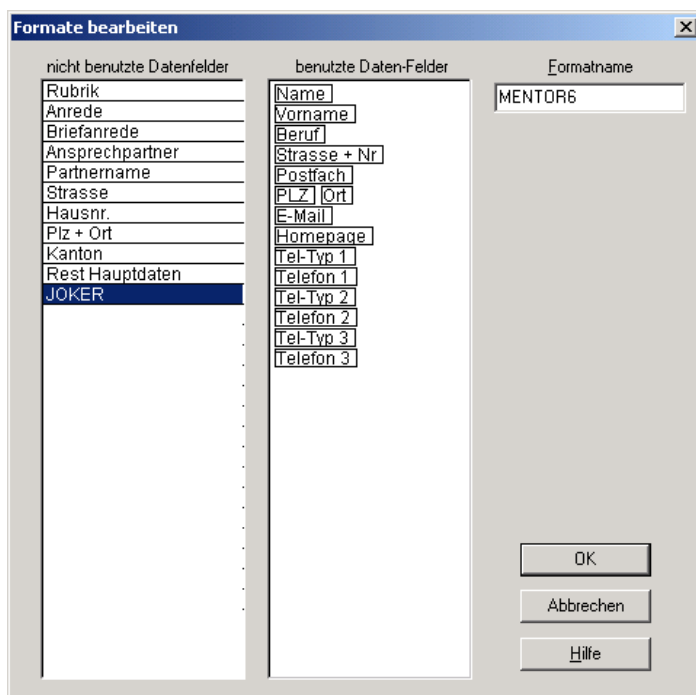 Formate bearbeiten
nicht benutzte Datenfelder
Rubrik
Anrede
Briefanrede
Ansprechpartner
Partnername
Strasse
Hausnr.
Plz + Ort
Kanton
Rest Hauptdaten
JOKER
benutzte Daten-Felder
Name
Vorname
Beruf
Strasse + Nr
Postfach
PLZ Ort
E-Mail
Homepage
Tel-Typ 1
Telefon 1
Tel-Typ 2
Telefon 2
Tel-Typ 3
Telefon 3
Formatname
MENTOR6
OK
Abbrechen
Hilfe